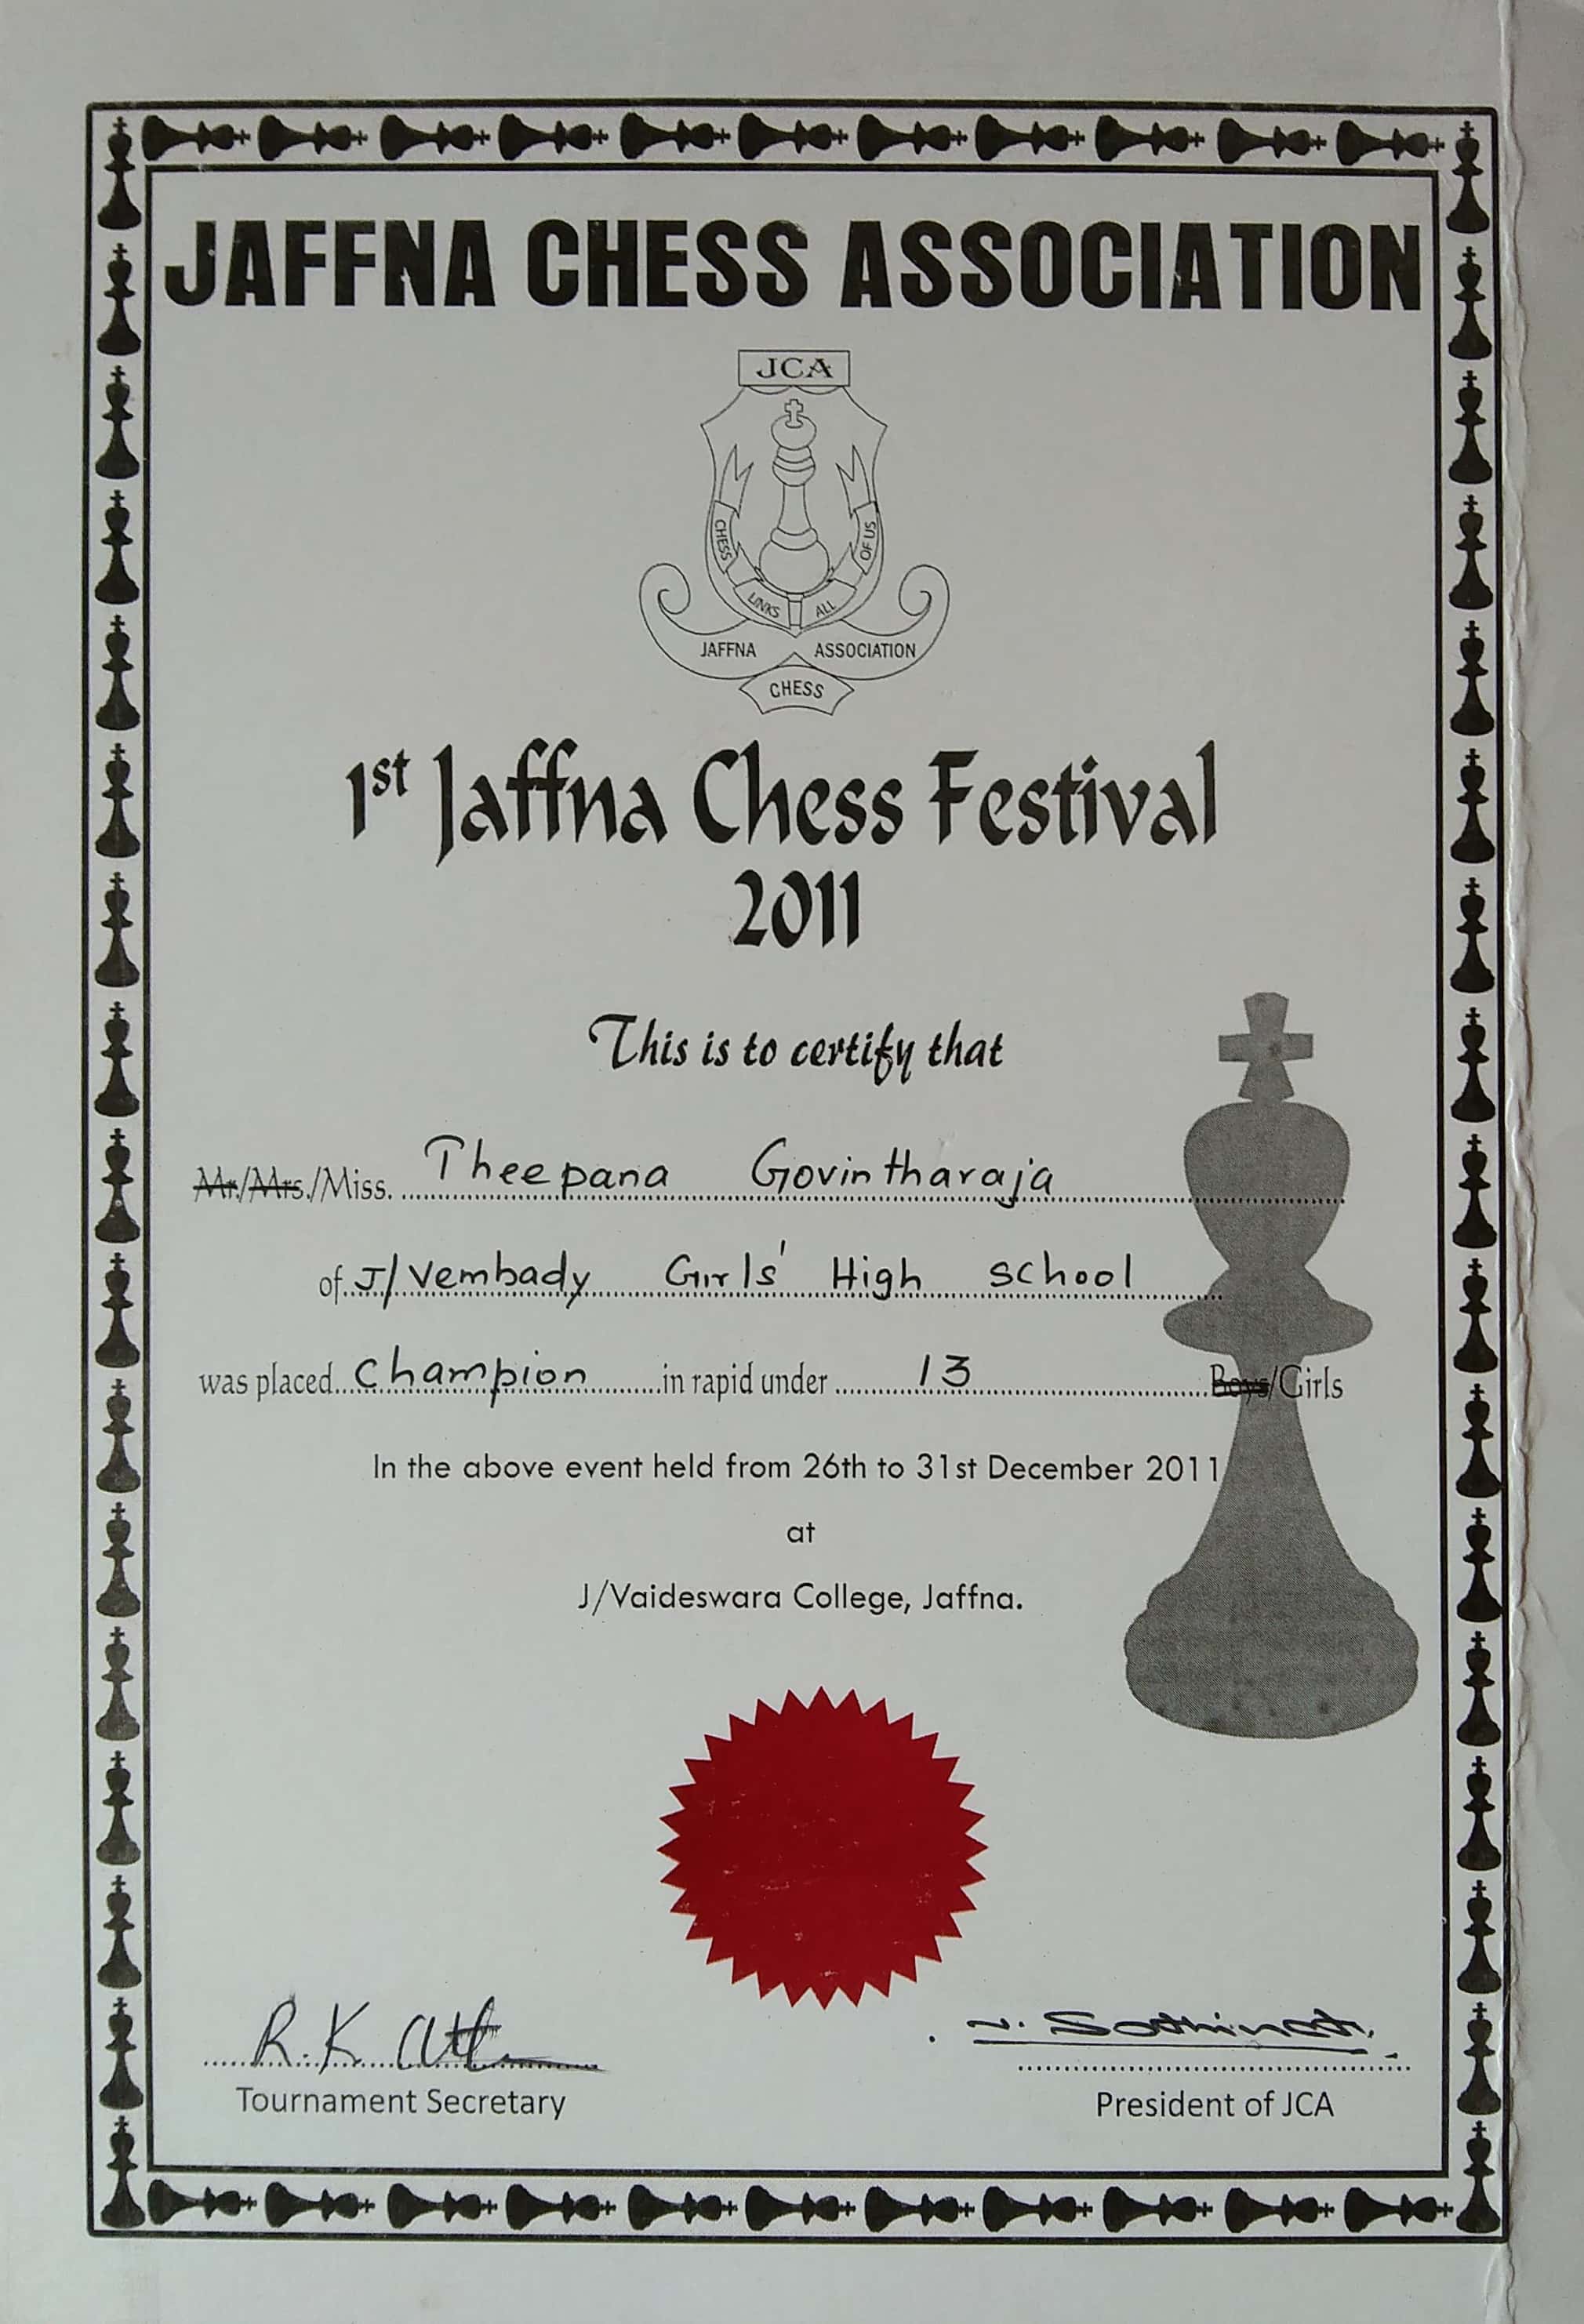 JAFFNA CHESS ASSOCIATION
JCA
CHESS LINKS ALL OF US
JAFFNA ASSOCIATION
CHESS
1st Jaffna Chess Festival
2011
This is to certify that
Mr/Mrs./Miss. Theepana Govintharaja
of J/Vembady Girls' High School
was placed Champion in rapid under 13 Boys/Girls
In the above event held from 26th to 31st December 2011
at
J/Vaideswara College, Jaffna.
R.K.
Tournament Secretary
President of JCA